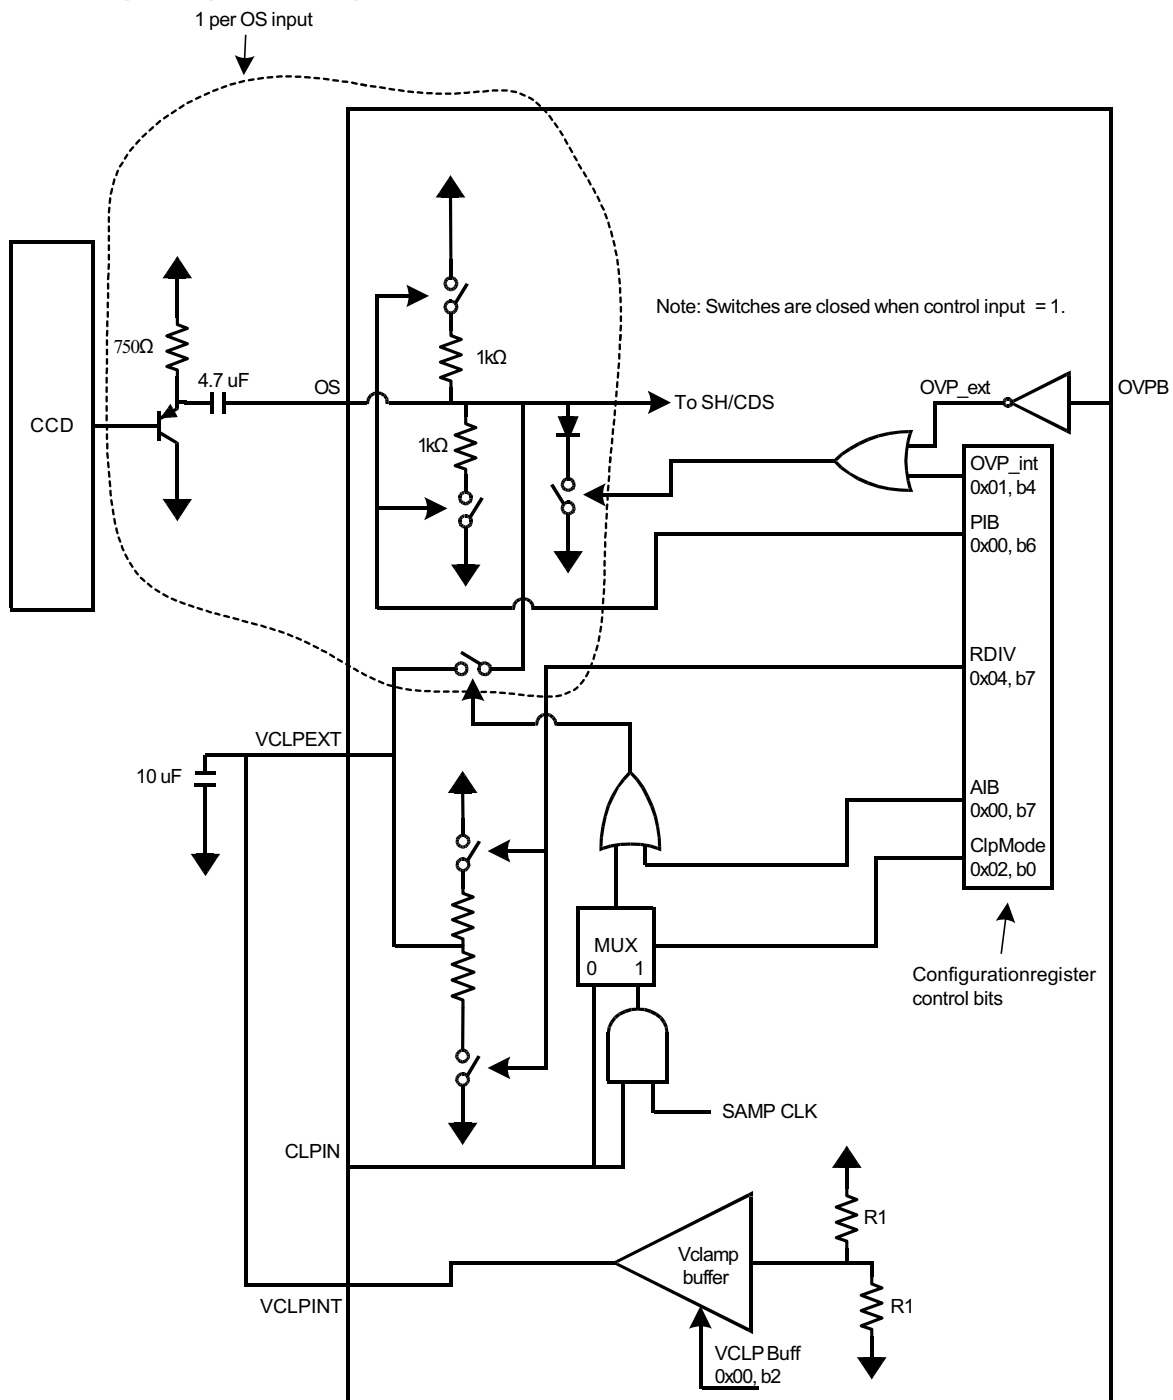 1 per OS input
Note: Switches are closed when control input = 1.
750Ω
1kΩ
4.7 uF
OS
To SH/CDS
OVP_ext
OVPB
CCD
1kΩ
OVP_int
0x01, b4
PIB
0x00, b6
RDIV
0x04, b7
VCLPEXT
10 uF
AIB
0x00, b7
ClpMode
0x02, b0
MUX
0 1
Configurationregister
control bits
SAMP CLK
CLPIN
R1
Vclamp
buffer
R1
VCLPINT
VCLP Buff
0x00, b2